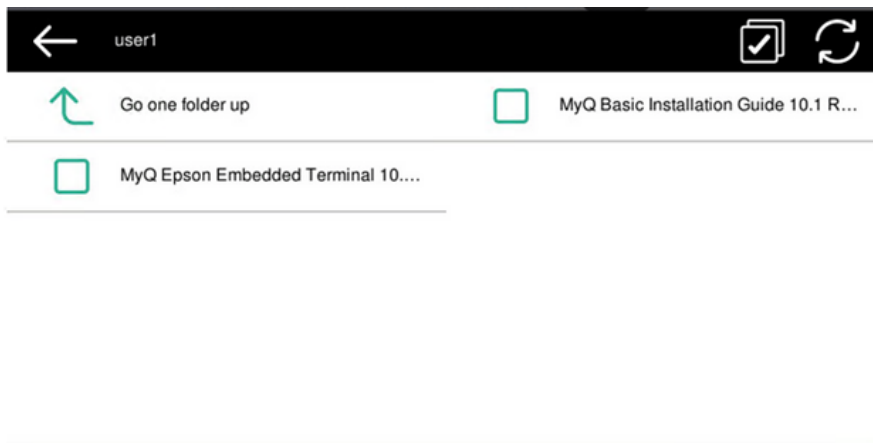 user1
Go one folder up
MyQ Basic Installation Guide 10.1 R...
MyQ Epson Embedded Terminal 10....